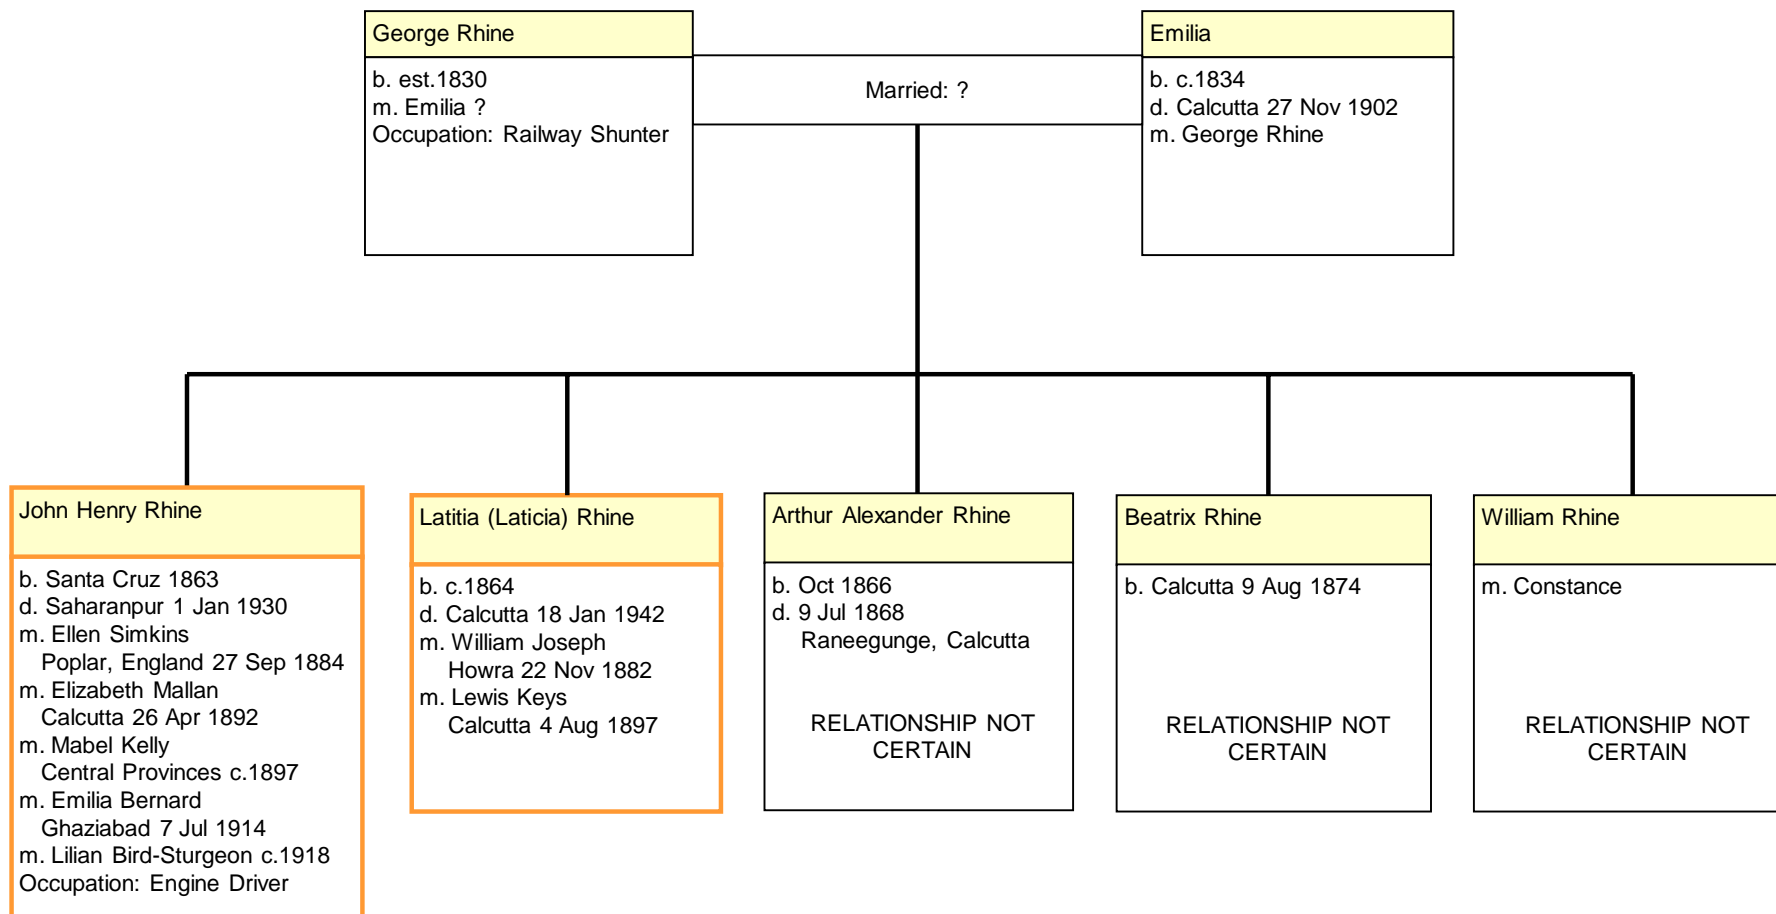 George Rhine
b. est.1830
m. Emilia ?
Occupation: Railway Shunter
Married: ?
Emilia
b. c.1834
d. Calcutta 27 Nov 1902
m. George Rhine
John Henry Rhine
b. Santa Cruz 1863
d. Saharanpur 1 Jan 1930
m. Ellen Simkins
Poplar, England 27 Sep 1884
m. Elizabeth Mallan
Calcutta 26 Apr 1892
m. Mabel Kelly
Central Provinces c.1897
m. Emilia Bernard
Ghaziabad 7 Jul 1914
m. Lilian Bird-Sturgeon c.1918
Occupation: Engine Driver
Latitia (Laticia) Rhine
b. c.1864
d. Calcutta 18 Jan 1942
m. William Joseph
Howra 22 Nov 1882
m. Lewis Keys
Calcutta 4 Aug 1897
Arthur Alexander Rhine
b. Oct 1866
d. 9 Jul 1868
Raneegunge, Calcutta
RELATIONSHIP NOT
CERTAIN
Beatrix Rhine
b. Calcutta 9 Aug 1874
RELATIONSHIP NOT
CERTAIN
William Rhine
m. Constance
RELATIONSHIP NOT
CERTAIN